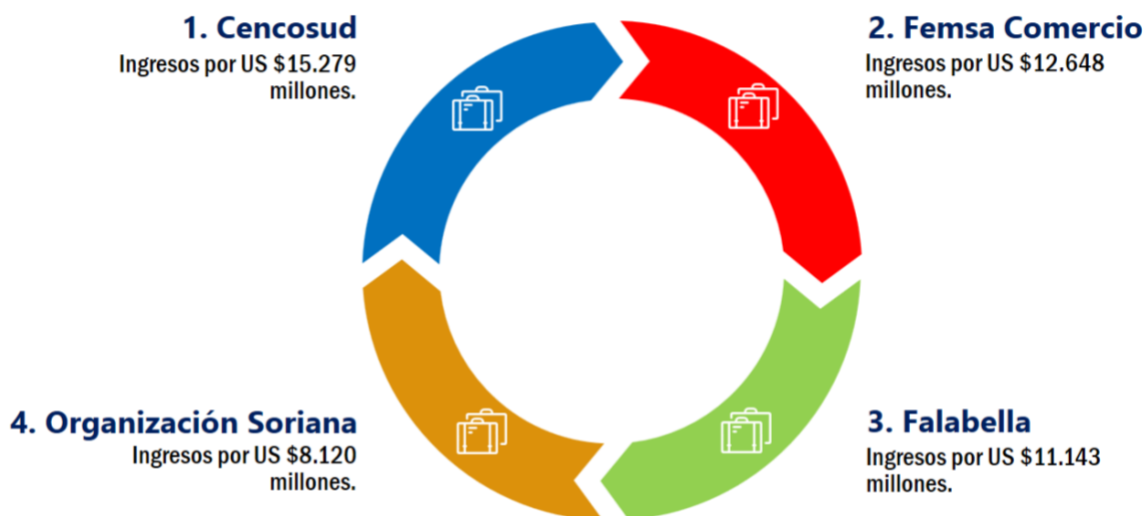 1. Cencosud
Ingresos por US $15.279
millones.
2. Femsa Comercio
Ingresos por US $12.648
millones.
3. Falabella
Ingresos por US $11.143
millones.
4. Organización Soriana
Ingresos por US $8.120
millones.